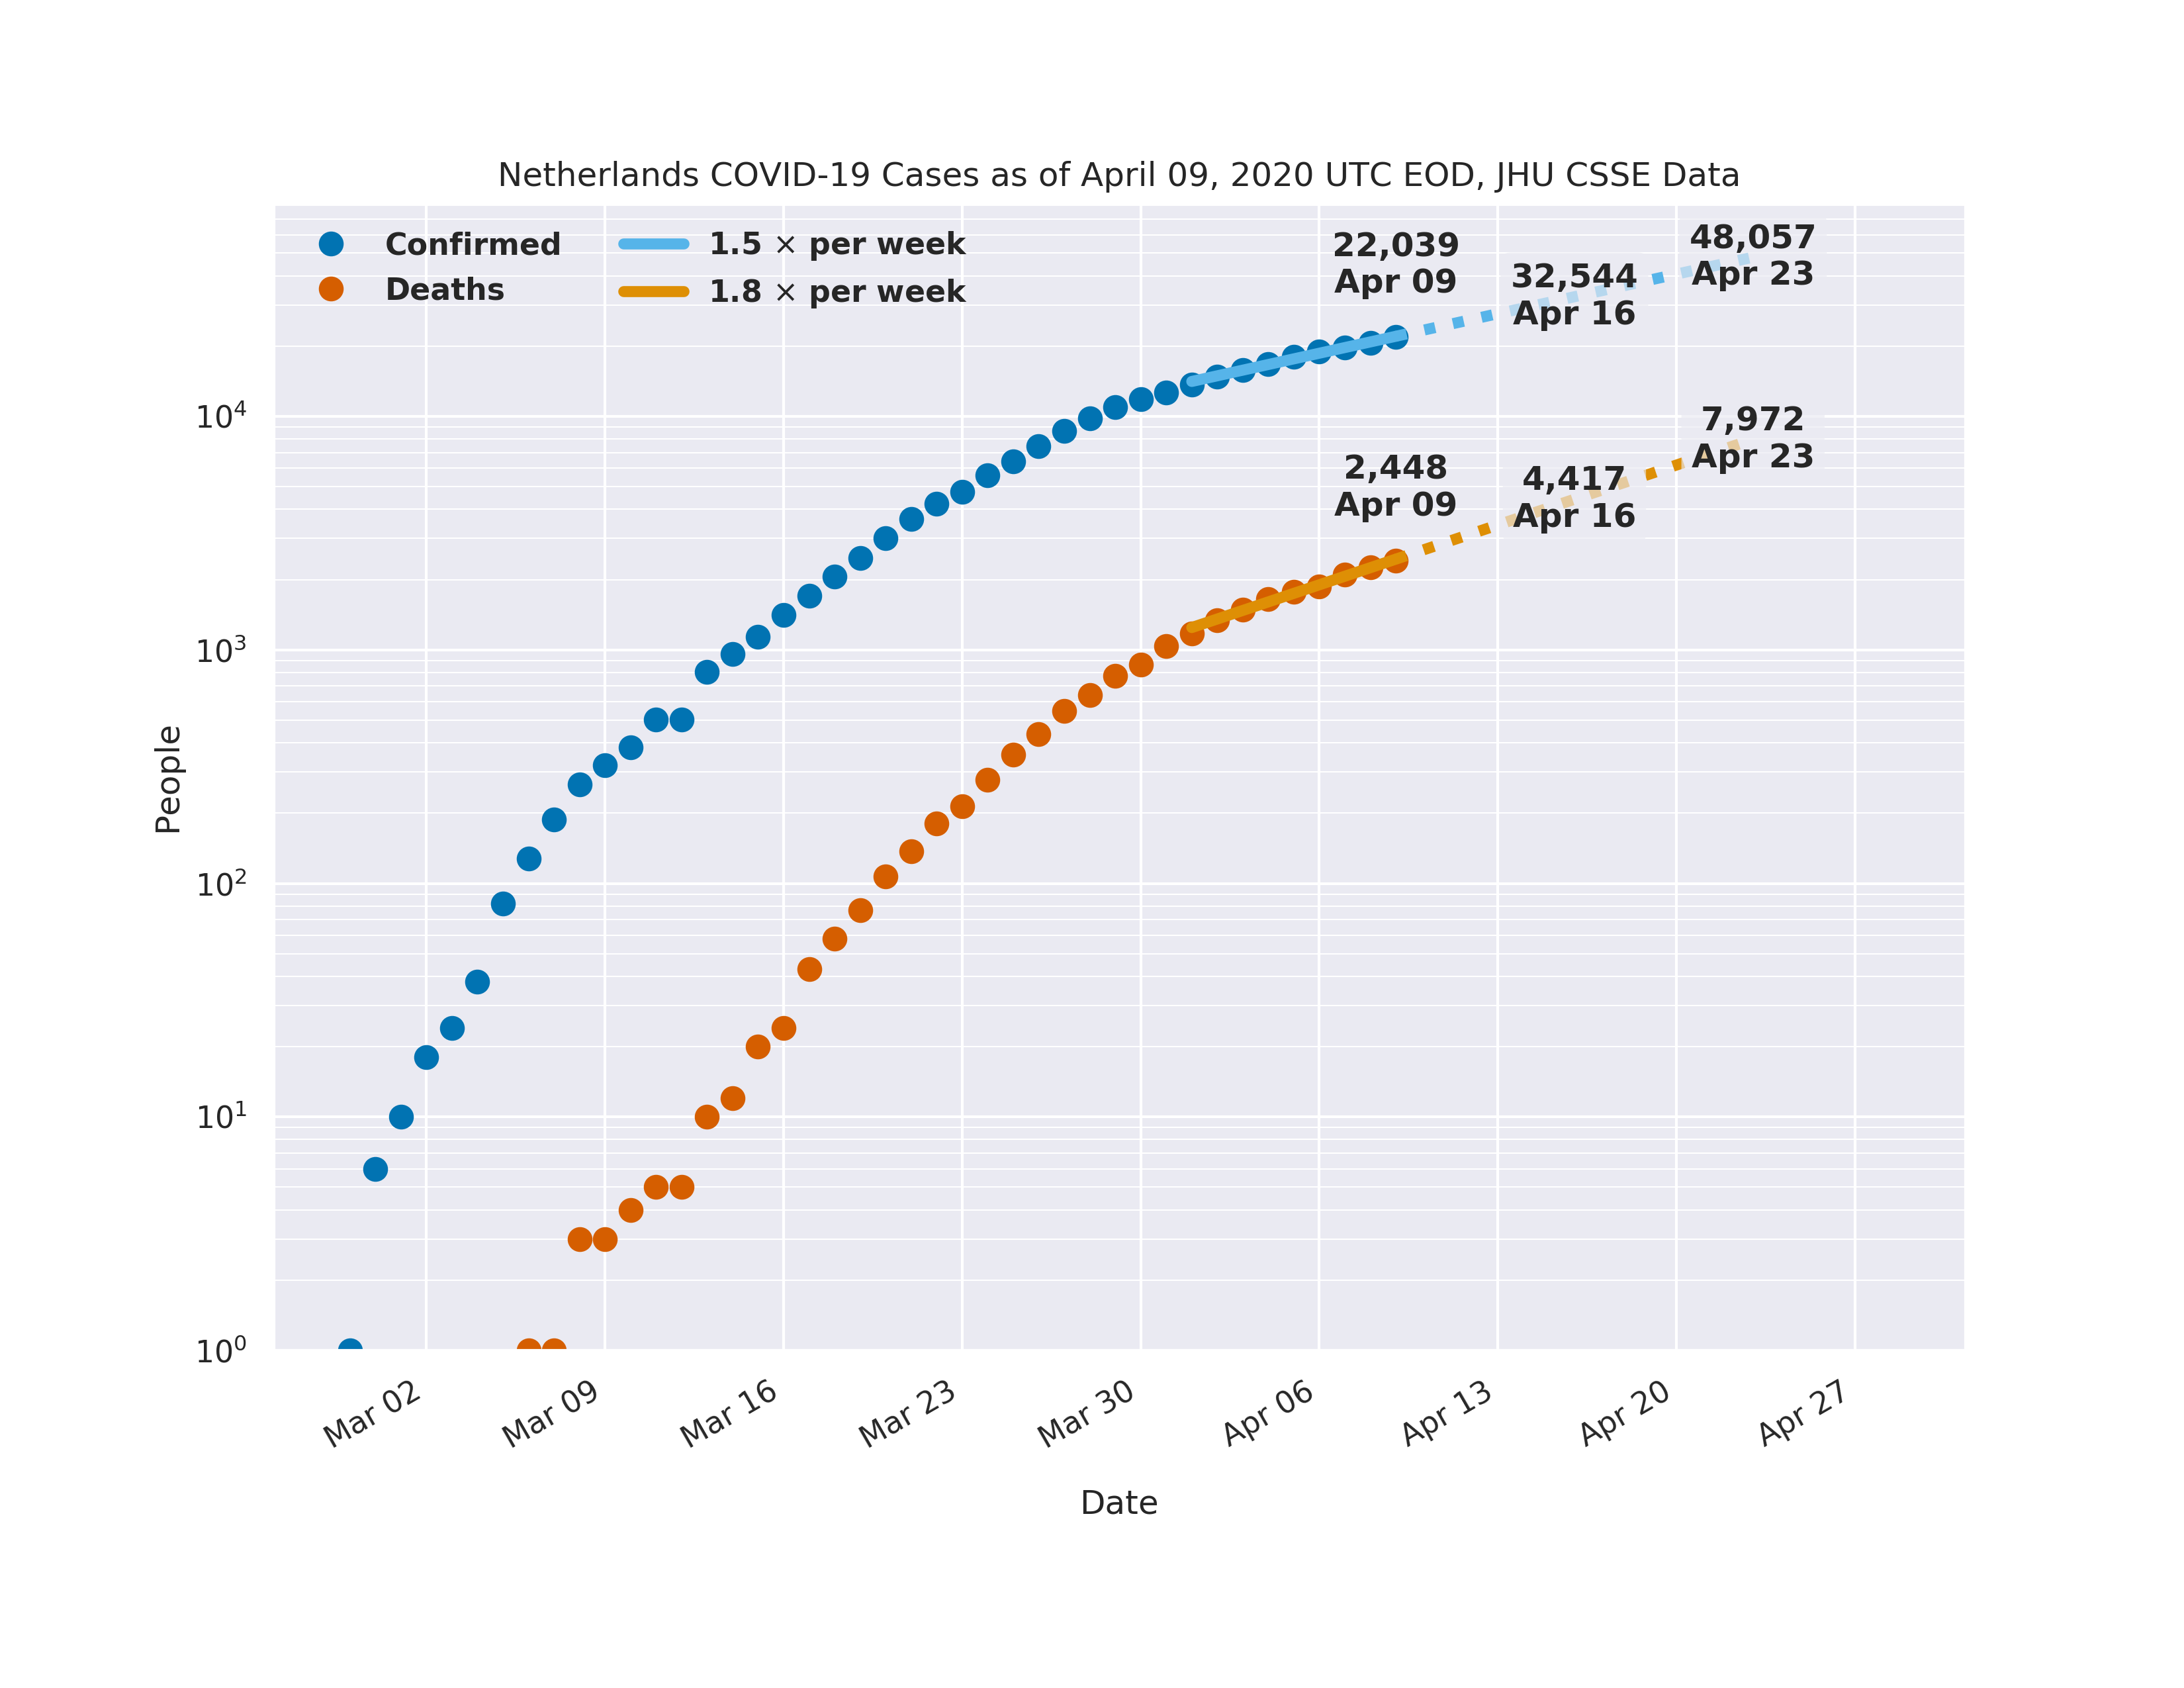 Netherlands COVID-19 Cases as of April 09, 2020 UTC EOD, JHU CSSE Data
Confirmed
Deaths
1.5 × per week
1.8 × per week
22,039
Apr 09
32,544
Apr 16
48,057
Apr 23
2,448
Apr 09
4,417
Apr 16
7,972
Apr 23
People
10⁴
10³
10²
10¹
10⁰
Mar 02
Mar 09
Mar 16
Mar 23
Mar 30
Apr 06
Apr 13
Apr 20
Apr 27
Date